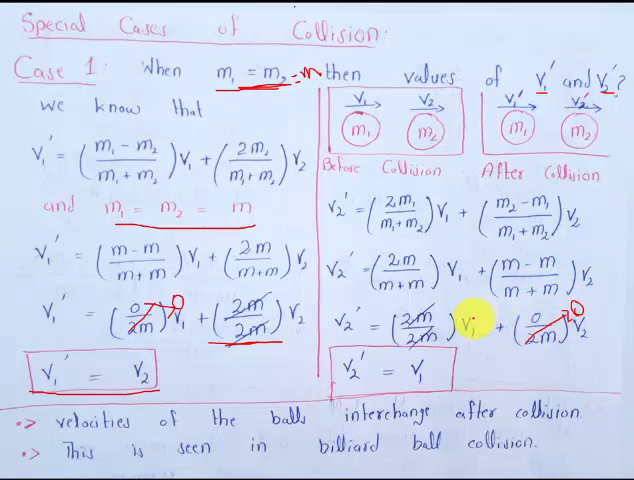 Special Cases of Collision:
Case 1: When m₁ = m₂ = m then values of V₁' and V₂'?
we know that
V₁' = ((m₁ - m₂)/(m₁ + m₂)) V₁ + (2m₂/(m₁ + m₂)) V₂
and m₁ = m₂ = m
V₁' = ((m - m)/(m + m)) V₁ + (2m/(m + m)) V₂
V₁' = (0/2m) V₁ + (2m/2m) V₂
0
V₁' = V₂
V₁ V₂
m₁ m₂
Before Collision
V₁' V₂'
m₁ m₂
After Collision
V₂' = (2m₁/(m₁ + m₂)) V₁ + ((m₂ - m₁)/(m₁ + m₂)) V₂
V₂' = (2m/(m + m)) V₁ + ((m - m)/(m + m)) V₂
V₂' = (2m/2m) V₁ + (0/2m) V₂
0
V₂' = V₁
•> velocities of the balls interchange after collision
•> This is seen in billiard ball collision.